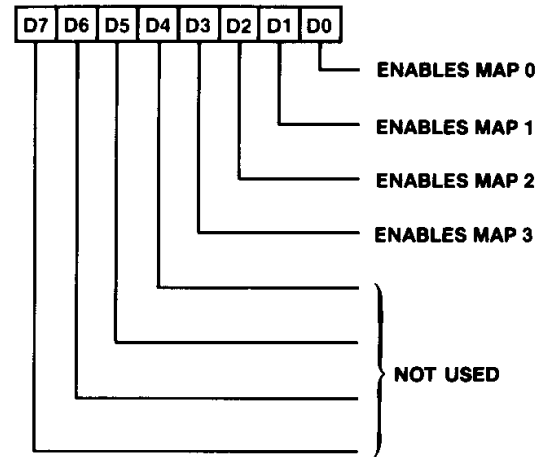 D7 D6 D5 D4 D3 D2 D1 D0
ENABLES MAP 0
ENABLES MAP 1
ENABLES MAP 2
ENABLES MAP 3
NOT USED